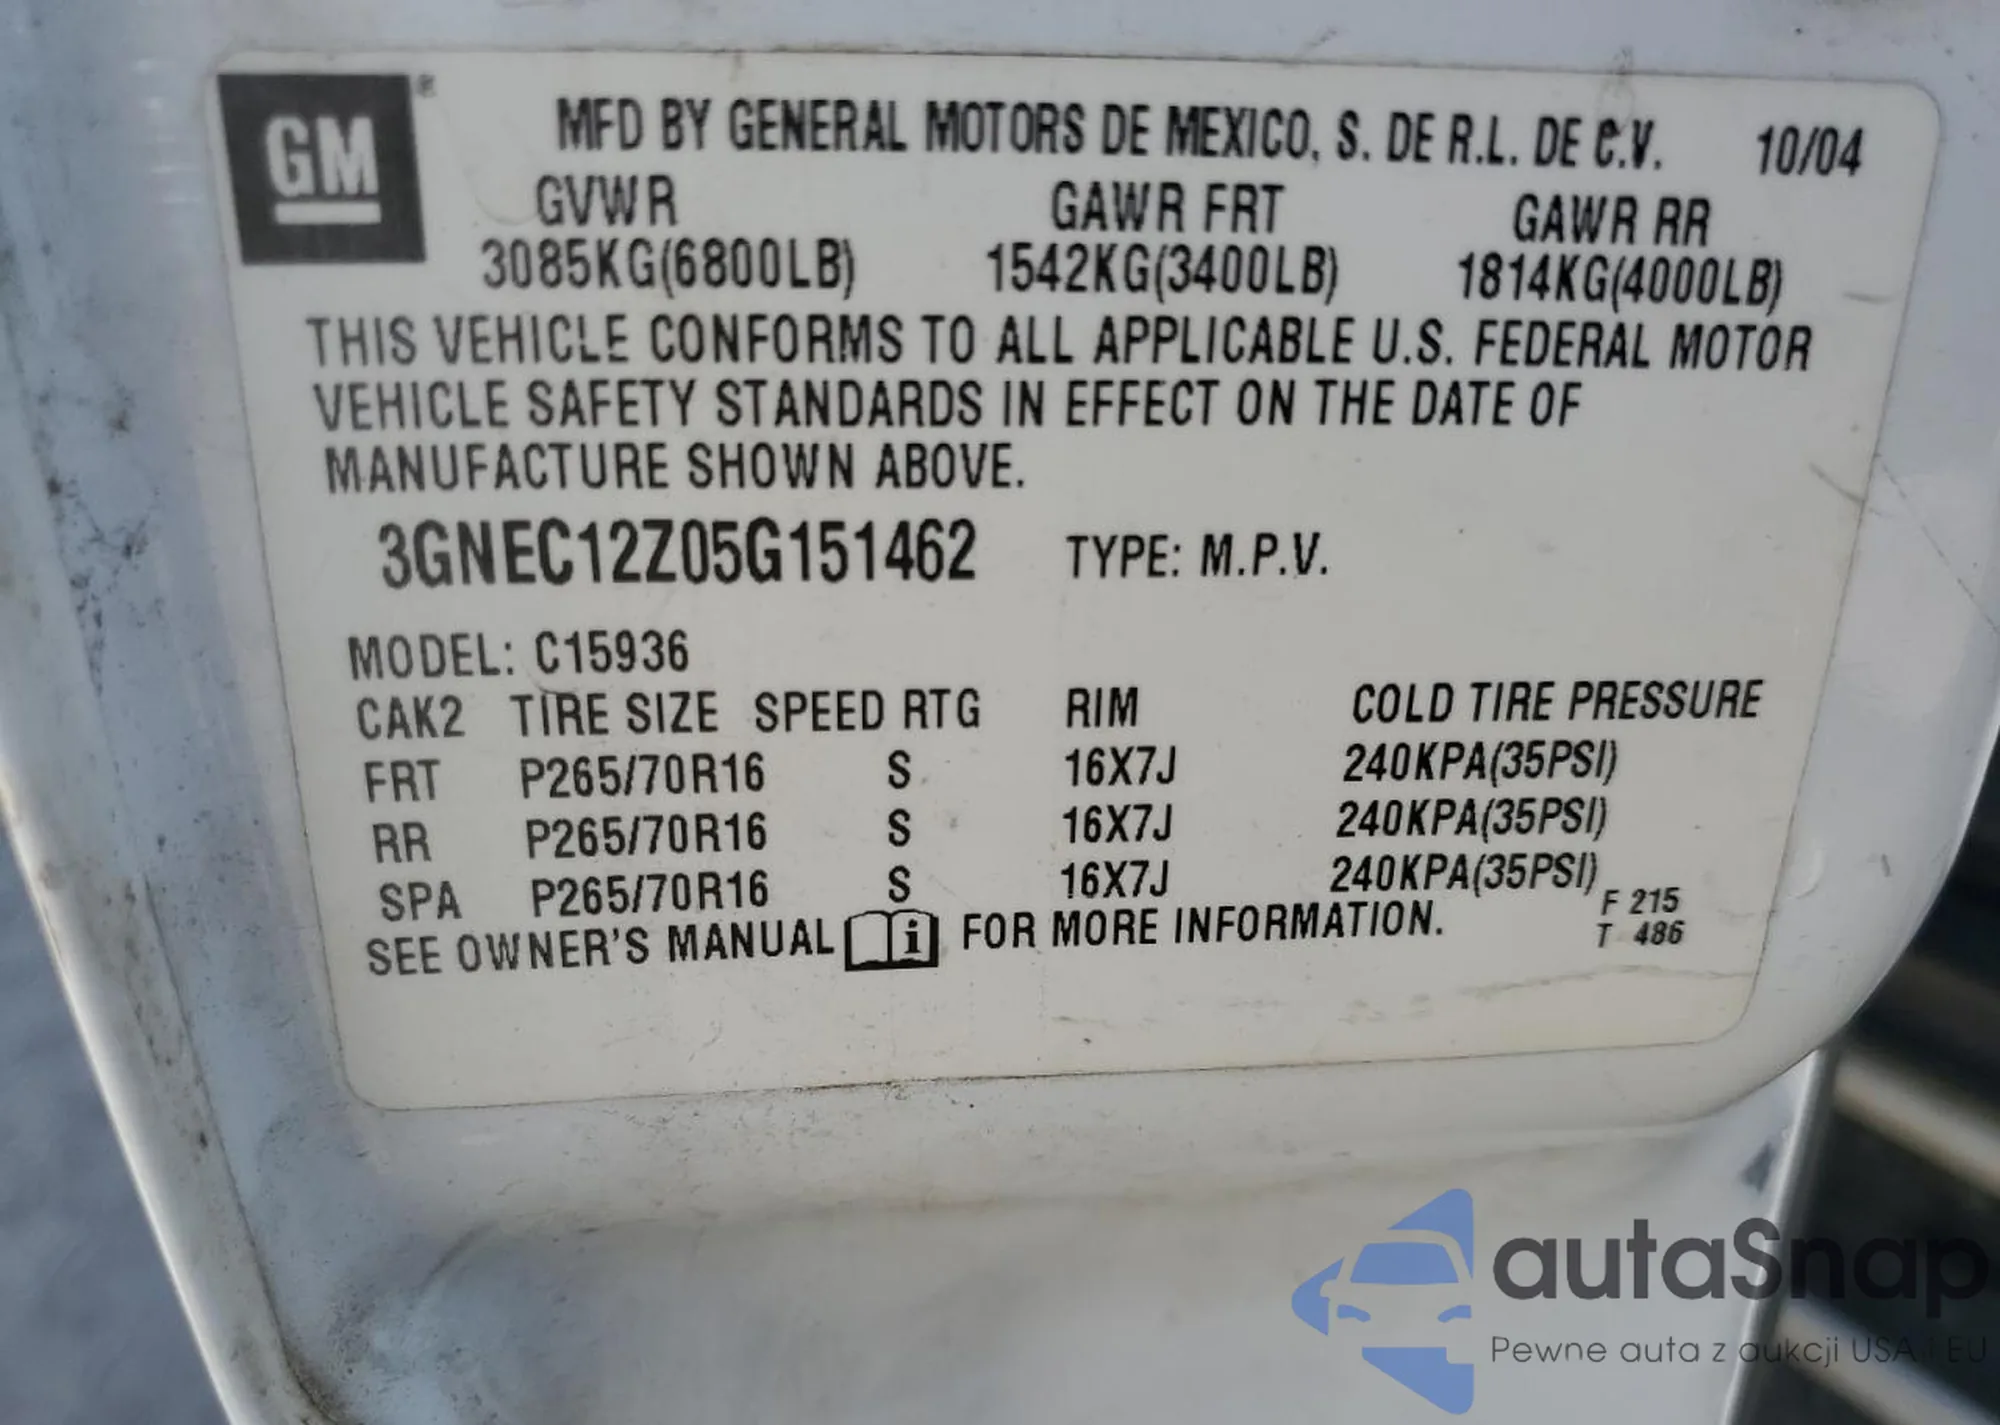 GM®
MFD BY GENERAL MOTORS DE MEXICO, S. DE R.L. DE C.V. 10/04
GVWR GAWR FRT GAWR RR
3085KG(6800LB) 1542KG(3400LB) 1814KG(4000LB)
THIS VEHICLE CONFORMS TO ALL APPLICABLE U.S. FEDERAL MOTOR
VEHICLE SAFETY STANDARDS IN EFFECT ON THE DATE OF
MANUFACTURE SHOWN ABOVE.
3GNEC12Z05G151462 TYPE: M.P.V.
MODEL: C15936
CAK2 TIRE SIZE SPEED RTG RIM COLD TIRE PRESSURE
FRT P265/70R16 S 16X7J 240KPA(35PSI)
RR P265/70R16 S 16X7J 240KPA(35PSI)
SPA P265/70R16 S 16X7J 240KPA(35PSI)
F 215
SEE OWNER'S MANUAL i FOR MORE INFORMATION. T 486
autaSnap
Pewne auta z aukcji USA i EU